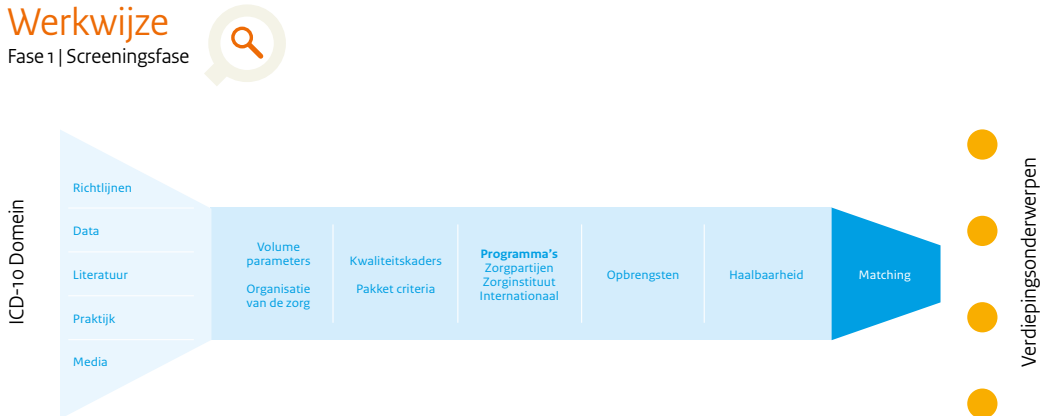 Werkwijze
Fase 1 | Screeningsfase
ICD-10 Domein
Richtlijnen
Data
Literatuur
Praktijk
Media
Volume
parameters
Organisatie
van de zorg
Kwaliteitskaders
Pakket criteria
Programma's
Zorgpartijen
Zorginstituut
Internationaal
Opbrengsten
Haalbaarheid
Matching
Verdiepingsonderwerpen